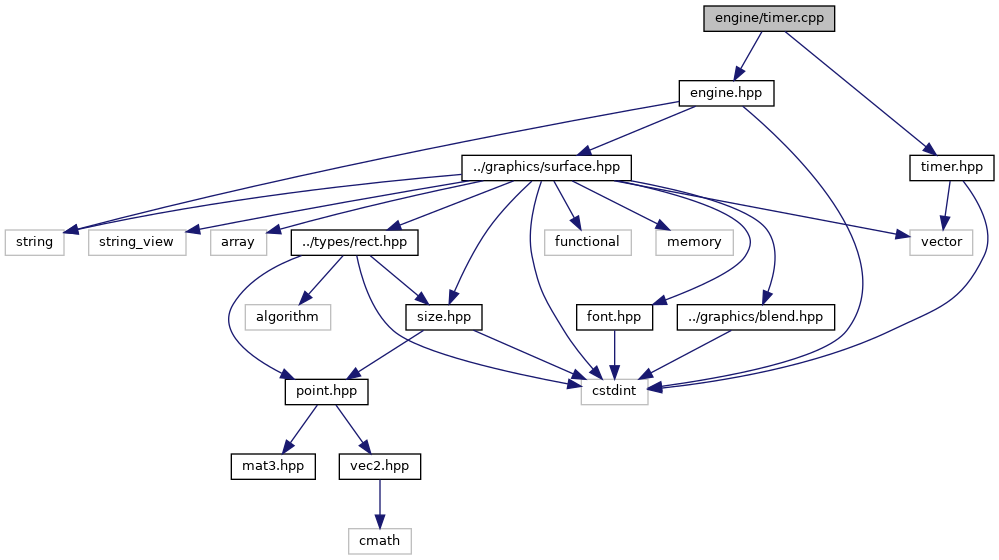 engine/timer.cpp
engine.hpp
../graphics/surface.hpp
timer.hpp
string
string_view
array
../types/rect.hpp
functional
memory
vector
algorithm
size.hpp
font.hpp
../graphics/blend.hpp
point.hpp
cstdint
mat3.hpp
vec2.hpp
cmath